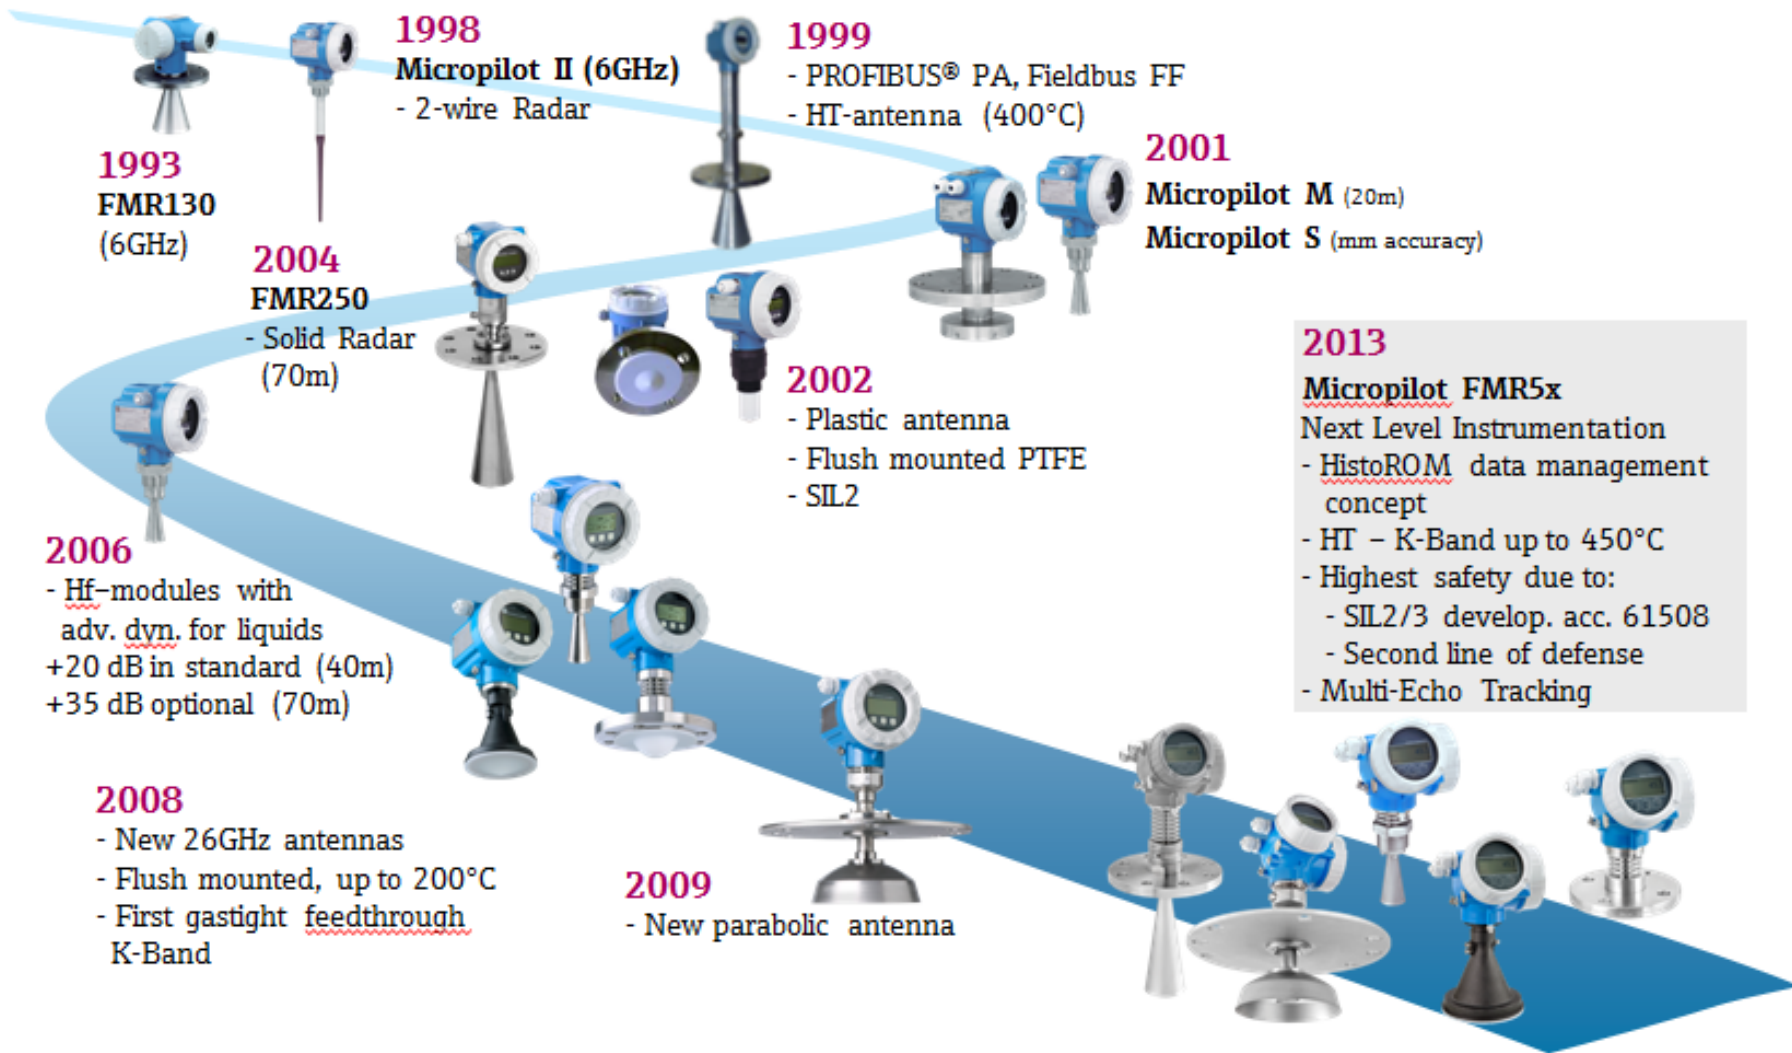 1993
FMR130
(6GHz)
1998
Micropilot II (6GHz)
- 2-wire Radar
1999
- PROFIBUS® PA, Fieldbus FF
- HT-antenna (400°C)
2001
Micropilot M (20m)
Micropilot S (mm accuracy)
2002
- Plastic antenna
- Flush mounted PTFE
- SIL2
2004
FMR250
- Solid Radar
(70m)
2006
- Hf-modules with
adv. dyn. for liquids
+20 dB in standard (40m)
+35 dB optional (70m)
2008
- New 26GHz antennas
- Flush mounted, up to 200°C
- First gastight feedthrough
K-Band
2009
- New parabolic antenna
2013
Micropilot FMR5x
Next Level Instrumentation
- HistoROM data management
concept
- HT – K-Band up to 450°C
- Highest safety due to:
- SIL2/3 develop. acc. 61508
- Second line of defense
- Multi-Echo Tracking